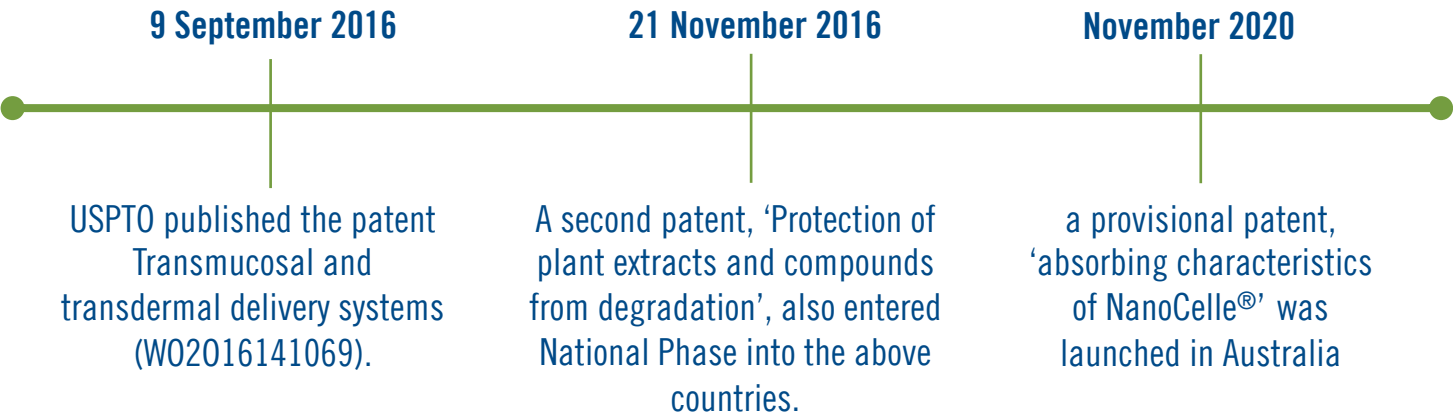 9 September 2016
USPTO published the patent
Transmucosal and
transdermal delivery systems
(WO2016141069).
21 November 2016
A second patent, ‘Protection of
plant extracts and compounds
from degradation’, also entered
National Phase into the above
countries.
November 2020
a provisional patent,
‘absorbing characteristics
of NanoCelle®’ was
launched in Australia